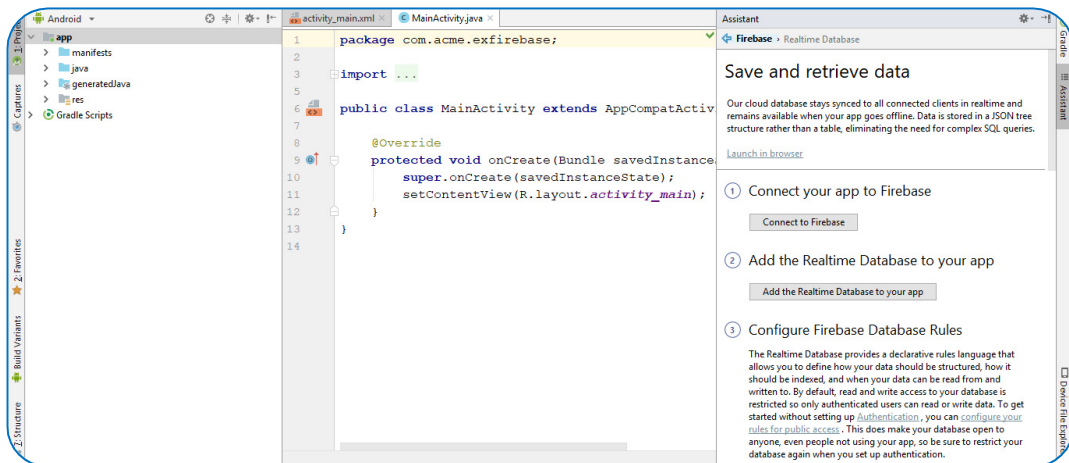 Android
activity_main.xml
MainActivity.java
Assistant
1: Project
Captures
2: Favorites
Build Variants
Z: Structure
app
manifests
java
generatedJava
res
Gradle Scripts
1 package com.acme.exfirebase;
2
3 import ...
5
6 public class MainActivity extends AppCompatActiv
7
8 @Override
9 protected void onCreate(Bundle savedInstance
10 super.onCreate(savedInstanceState);
11 setContentView(R.layout.activity_main);
12 }
13 }
14
Firebase › Realtime Database
Save and retrieve data
Our cloud database stays synced to all connected clients in realtime and
remains available when your app goes offline. Data is stored in a JSON tree
structure rather than a table, eliminating the need for complex SQL queries.
Launch in browser
1 Connect your app to Firebase
Connect to Firebase
2 Add the Realtime Database to your app
Add the Realtime Database to your app
3 Configure Firebase Database Rules
The Realtime Database provides a declarative rules language that
allows you to define how your data should be structured, how it
should be indexed, and when your data can be read from and
written to. By default, read and write access to your database is
restricted so only authenticated users can read or write data. To get
started without setting up Authentication , you can configure your
rules for public access . This does make your database open to
anyone, even people not using your app, so be sure to restrict your
database again when you set up authentication.
Gradle
Assistant
Device File Explore